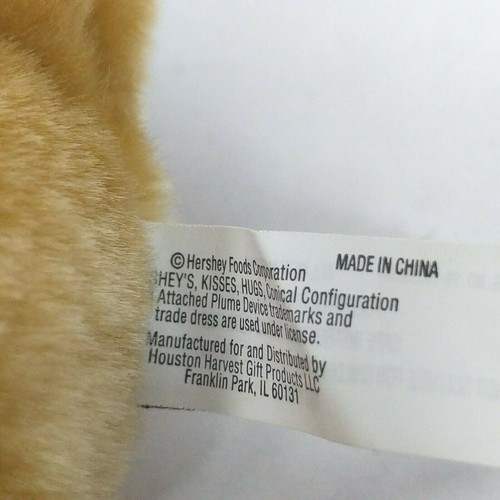 © Hershey Foods Corporation
MADE IN CHINA
SHEY'S, KISSES, HUGS, Conical Configuration
Attached Plume Device trademarks and
trade dress are used under license.
Manufactured for and Distributed by
Houston Harvest Gift Products LLC
Franklin Park, IL 60131